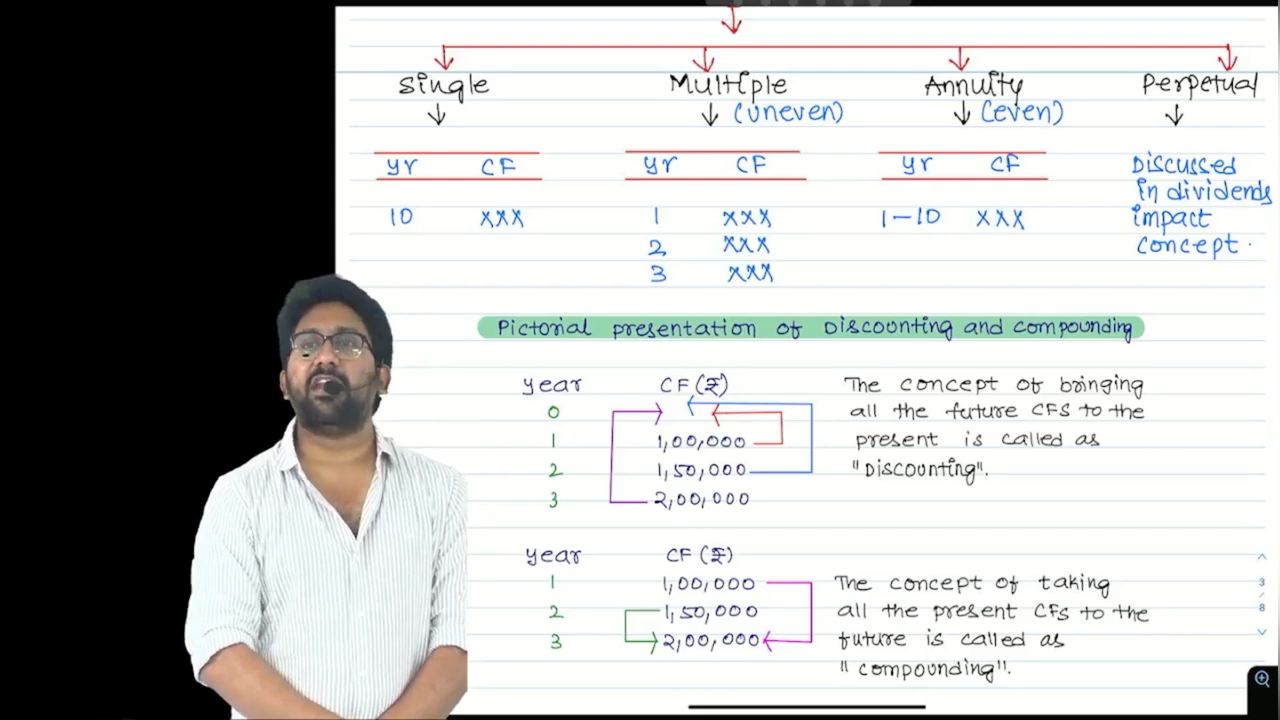 Single Multiple Annuity Perpetual
(uneven) (even)
yr CF yr CF yr CF Discussed
in dividends
10 xxx 1 xxx 1-10 xxx impact
2 xxx concept.
3 xxx
Pictorial presentation of Discounting and compounding
year CF (₹) The concept of bringing
0 all the future CFS to the
1 1,00,000 present is called as
2 1,50,000 "Discounting".
3 2,00,000
year CF (₹)
1 1,00,000 The concept of taking
2 1,50,000 all the present CFs to the
3 2,00,000 future is called as
"compounding".
3
/
8